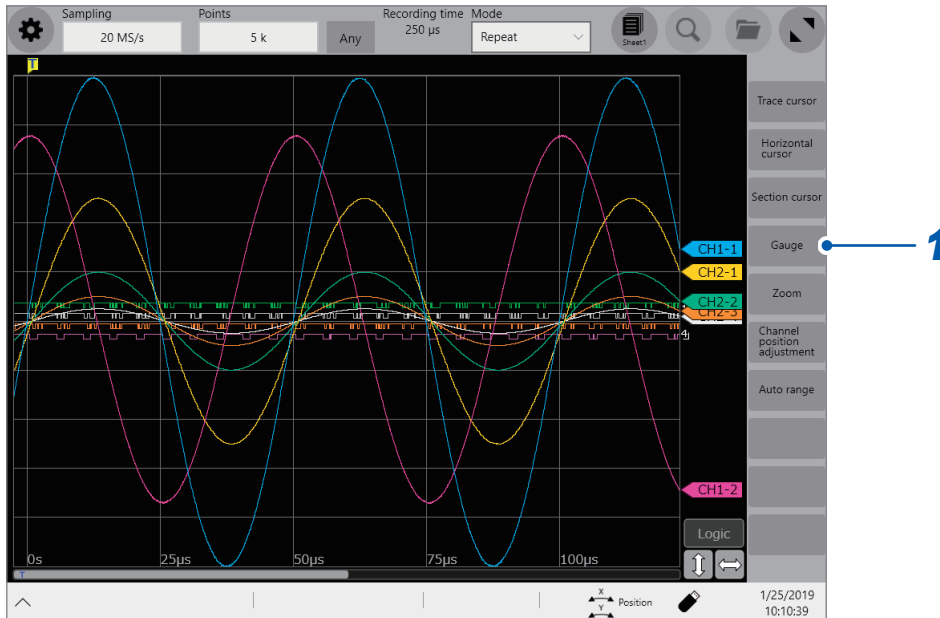 Sampling
20 MS/s
Points
5 k
Any
Recording time
250 µs
Mode
Repeat
Sheet1
T
Trace cursor
Horizontal
cursor
Section cursor
Gauge
1
Zoom
Channel
position
adjustment
Auto range
CH1-1
CH2-1
CH2-2
CH2-3
CH1-2
Logic
0s
25µs
50µs
75µs
100µs
T
X
Y
Position
1/25/2019
10:10:39